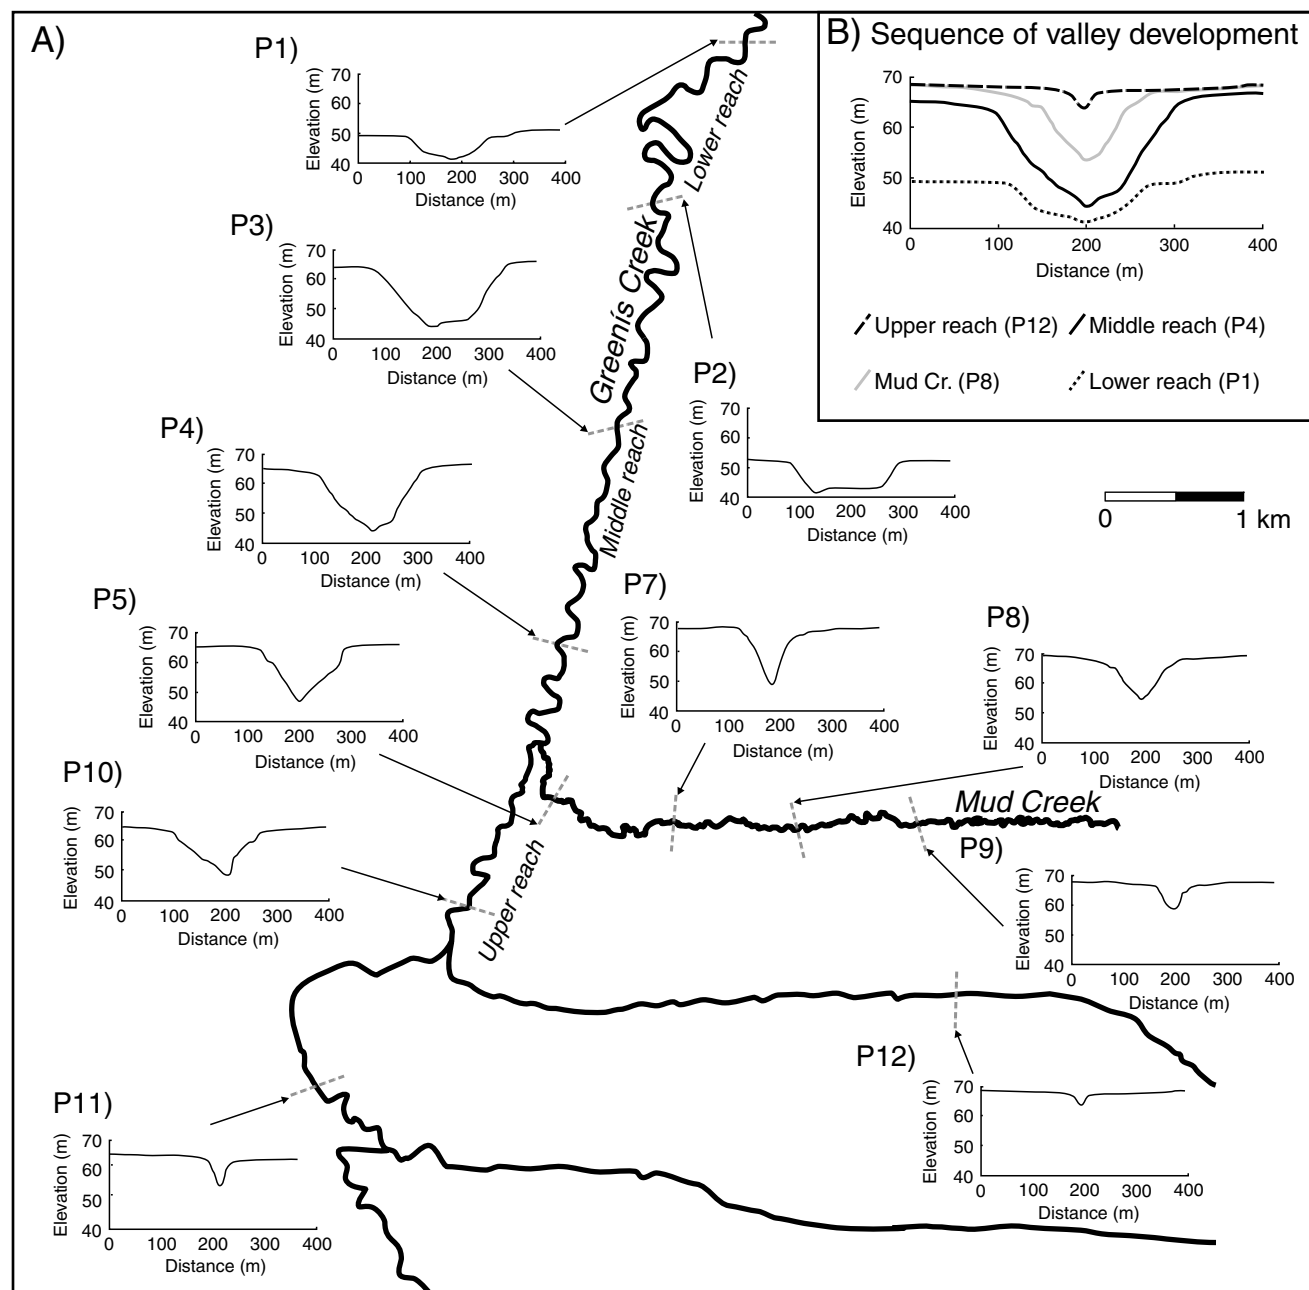 A)
B) Sequence of valley development
70
60
50
40
Elevation (m)
0 100 200 300 400
Distance (m)
Upper reach (P12)
Middle reach (P4)
Mud Cr. (P8)
Lower reach (P1)
P1)
70
60
50
40
Elevation (m)
0 100 200 300 400
Distance (m)
Lower reach
P3)
70
60
50
40
Elevation (m)
0 100 200 300 400
Distance (m)
Greenís Creek
P2)
70
60
50
40
Elevation (m)
0 100 200 300 400
Distance (m)
0 1 km
P4)
70
60
50
40
Elevation (m)
0 100 200 300 400
Distance (m)
Middle reach
P5)
70
60
50
40
Elevation (m)
0 100 200 300 400
Distance (m)
P7)
70
60
50
40
Elevation (m)
0 100 200 300 400
Distance (m)
P8)
70
60
50
40
Elevation (m)
0 100 200 300 400
Distance (m)
P10)
70
60
50
40
Elevation (m)
0 100 200 300 400
Distance (m)
Upper reach
Mud Creek
P9)
70
60
50
40
Elevation (m)
0 100 200 300 400
Distance (m)
P12)
70
60
50
40
Elevation (m)
0 100 200 300 400
Distance (m)
P11)
70
60
50
40
Elevation (m)
0 100 200 300 400
Distance (m)